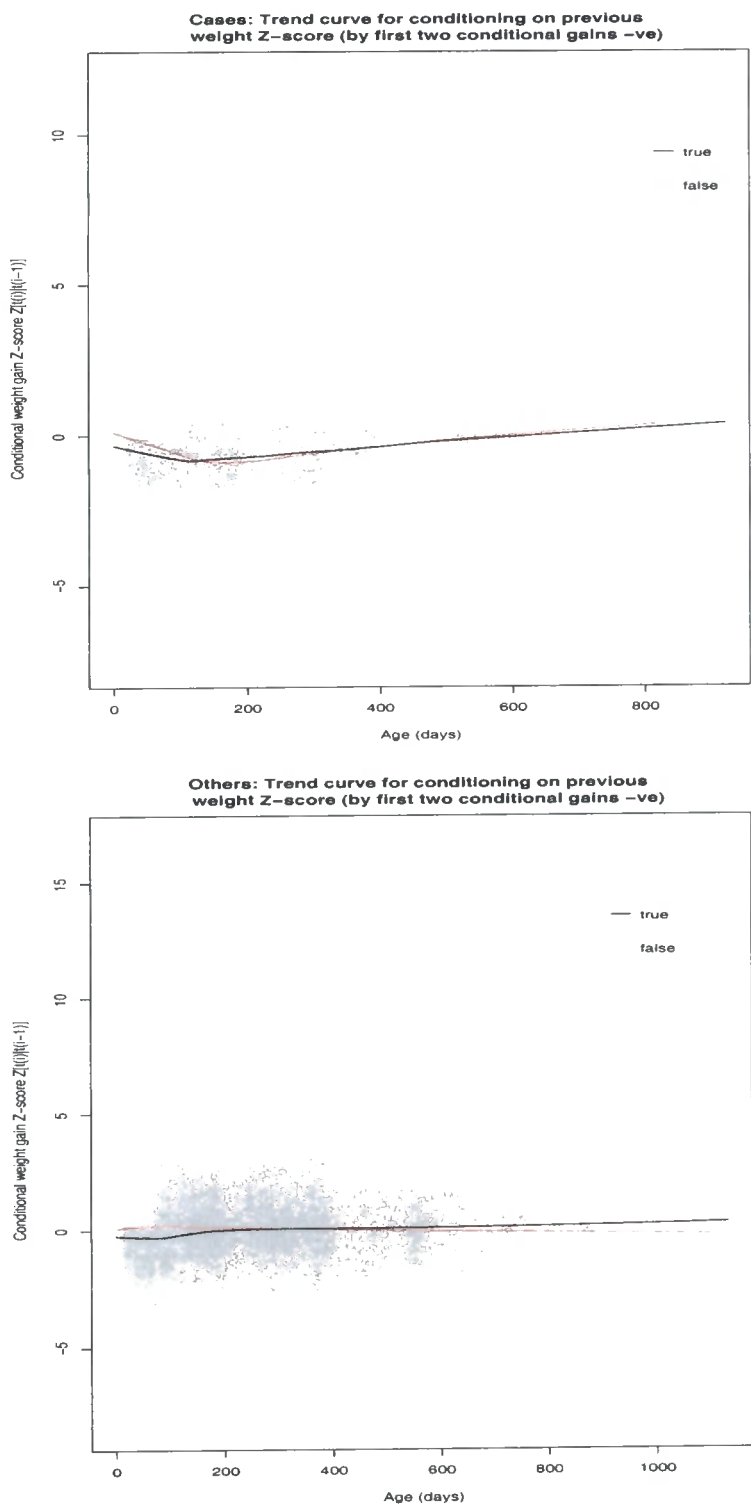 Cases: Trend curve for conditioning on previous
weight Z-score (by first two conditional gains -ve)
10
5
0
-5
Conditional weight gain Z-score Z[t(i)|t(i-1)]
true
false
0 200 400 600 800
Age (days)
Others: Trend curve for conditioning on previous
weight Z-score (by first two conditional gains -ve)
15
10
5
0
-5
Conditional weight gain Z-score Z[t(i)|t(i-1)]
true
false
0 200 400 600 800 1000
Age (days)